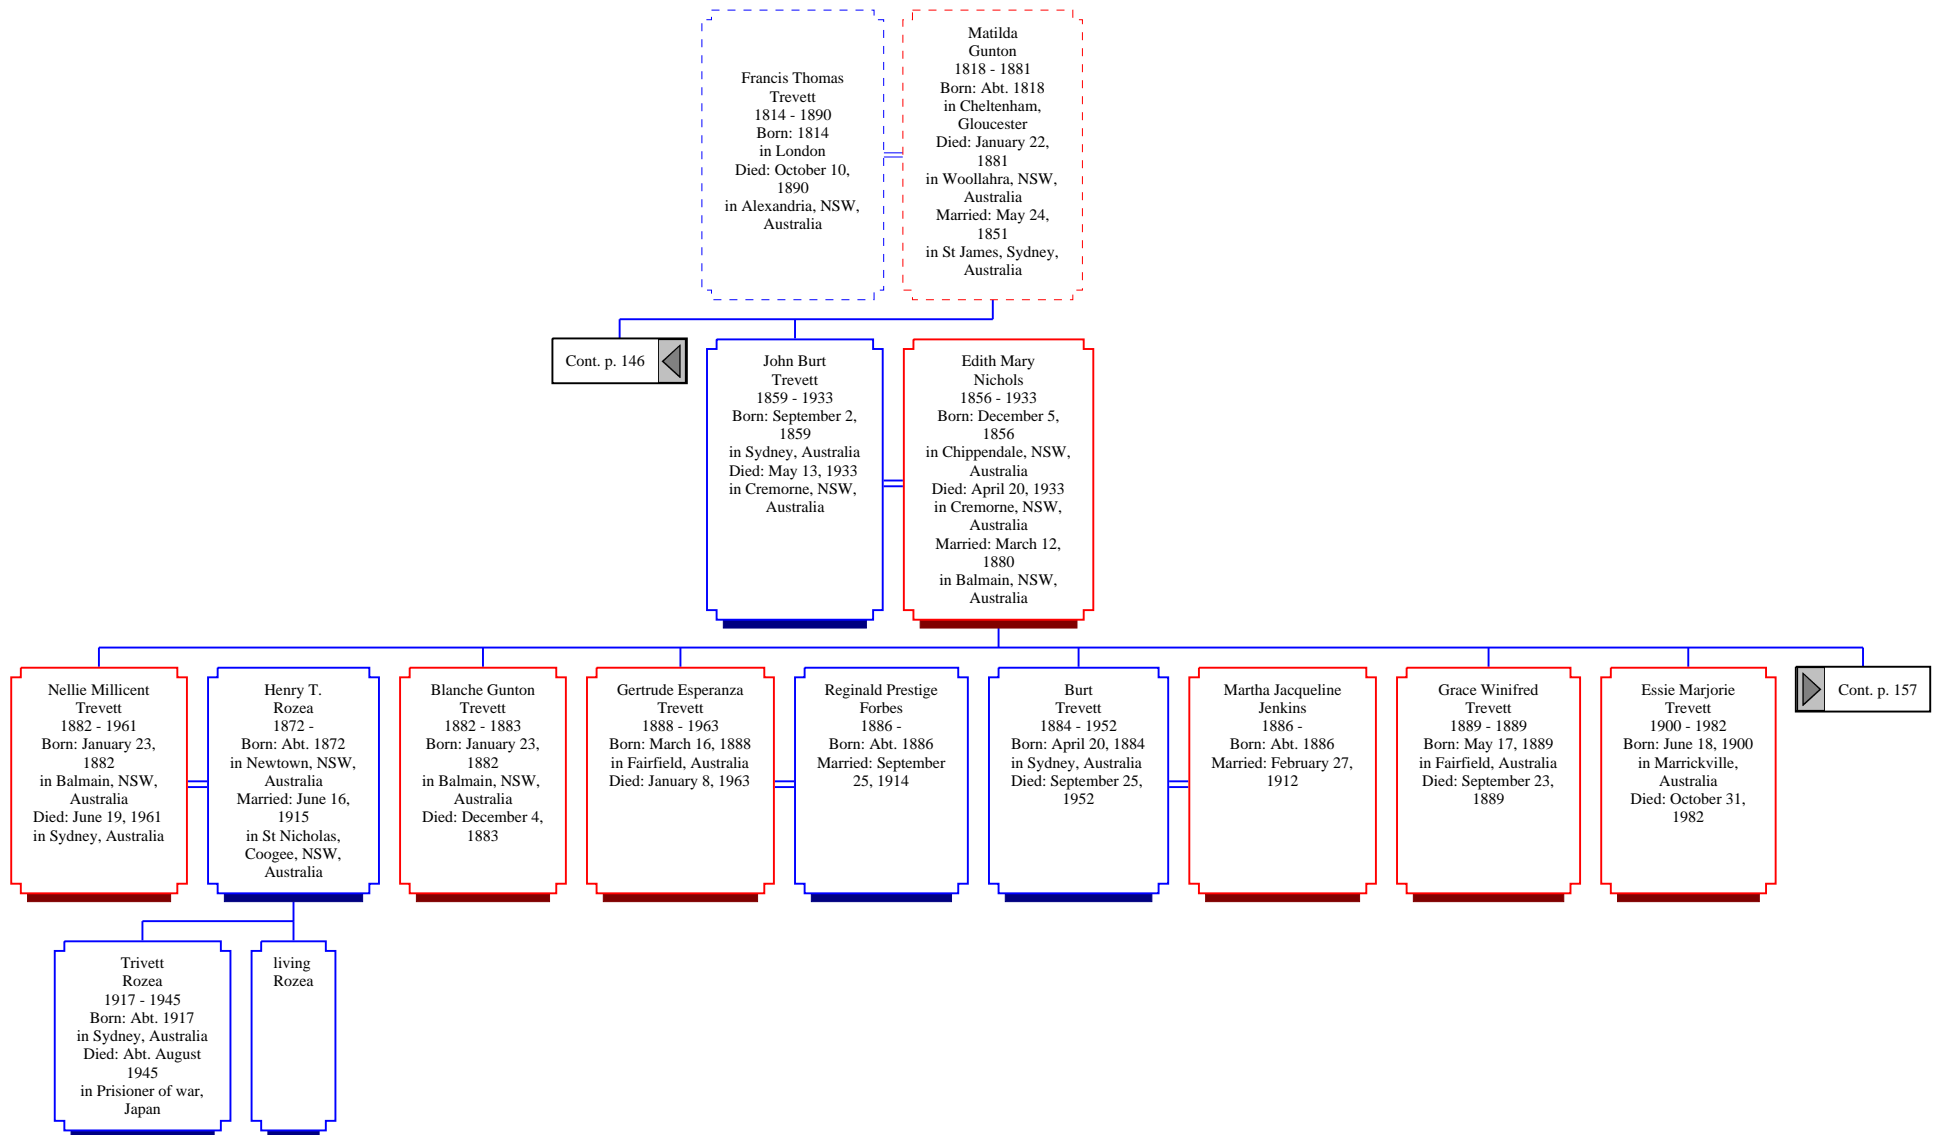 Francis Thomas
Trevett
1814 - 1890
Born: 1814
in London
Died: October 10,
1890
in Alexandria, NSW,
Australia
Matilda
Gunton
1818 - 1881
Born: Abt. 1818
in Cheltenham,
Gloucester
Died: January 22,
1881
in Woollahra, NSW,
Australia
Married: May 24,
1851
in St James, Sydney,
Australia
Cont. p. 146
John Burt
Trevett
1859 - 1933
Born: September 2,
1859
in Sydney, Australia
Died: May 13, 1933
in Cremorne, NSW,
Australia
Edith Mary
Nichols
1856 - 1933
Born: December 5,
1856
in Chippendale, NSW,
Australia
Died: April 20, 1933
in Cremorne, NSW,
Australia
Married: March 12,
1880
in Balmain, NSW,
Australia
Nellie Millicent
Trevett
1882 - 1961
Born: January 23,
1882
in Balmain, NSW,
Australia
Died: June 19, 1961
in Sydney, Australia
Henry T.
Rozea
1872 -
Born: Abt. 1872
in Newtown, NSW,
Australia
Married: June 16,
1915
in St Nicholas,
Coogee, NSW,
Australia
Blanche Gunton
Trevett
1882 - 1883
Born: January 23,
1882
in Balmain, NSW,
Australia
Died: December 4,
1883
Gertrude Esperanza
Trevett
1888 - 1963
Born: March 16, 1888
in Fairfield, Australia
Died: January 8, 1963
Reginald Prestige
Forbes
1886 -
Born: Abt. 1886
Married: September
25, 1914
Burt
Trevett
1884 - 1952
Born: April 20, 1884
in Sydney, Australia
Died: September 25,
1952
Martha Jacqueline
Jenkins
1886 -
Born: Abt. 1886
Married: February 27,
1912
Grace Winifred
Trevett
1889 - 1889
Born: May 17, 1889
in Fairfield, Australia
Died: September 23,
1889
Essie Marjorie
Trevett
1900 - 1982
Born: June 18, 1900
in Marrickville,
Australia
Died: October 31,
1982
Cont. p. 157
Trivett
Rozea
1917 - 1945
Born: Abt. 1917
in Sydney, Australia
Died: Abt. August
1945
in Prisioner of war,
Japan
living
Rozea